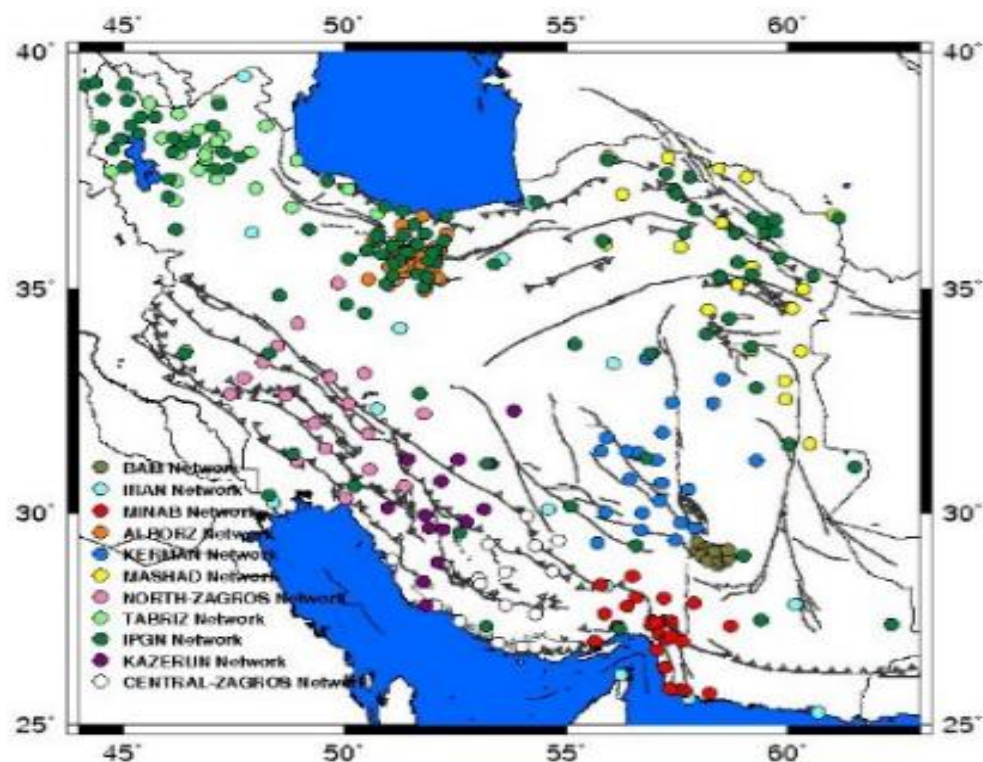 45° 50° 55° 60°
40° 40°
35° 35°
BAM Network
IRAN Network
MINAB Network
30° 30°
ALBORZ Network
KERMAN Network
MASHAD Network
NORTH-ZAGROS Network
TABRIZ Network
IPGN Network
KAZERUN Network
CENTRAL-ZAGROS Network
25° 25°
45° 50° 55° 60°